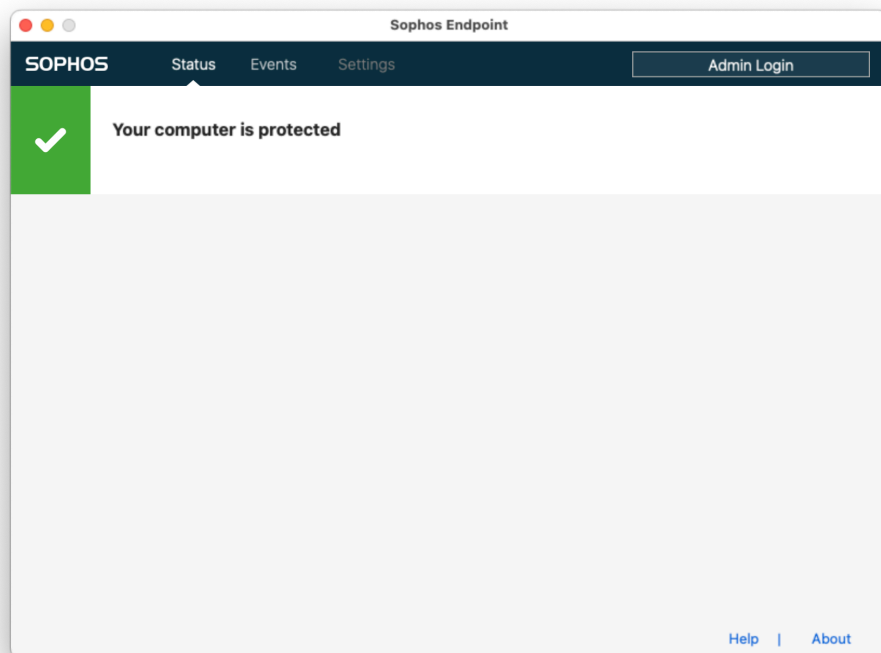 Sophos Endpoint
SOPHOS Status Events Settings Admin Login
Your computer is protected
Help | About